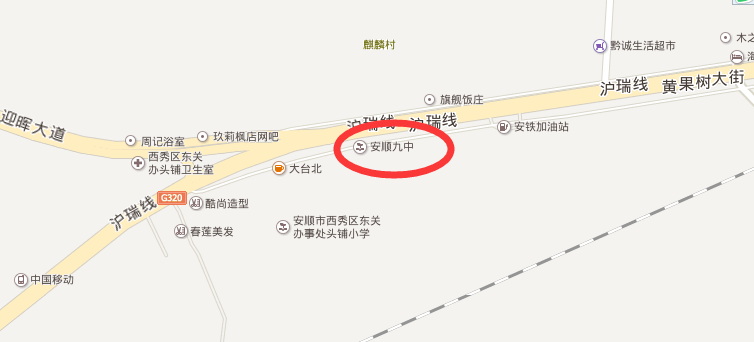 麒麟村
黔诚生活超市
木之
海
沪瑞线
黄果树大街
旗舰饭庄
沪瑞线
沪瑞线
安铁加油站
迎晖大道
周记浴室
玖莉枫店网吧
安顺九中
西秀区东关
办头铺卫生室
大台北
G320
酷尚造型
沪瑞线
安顺市西秀区东关
办事处头铺小学
春莲美发
中国移动